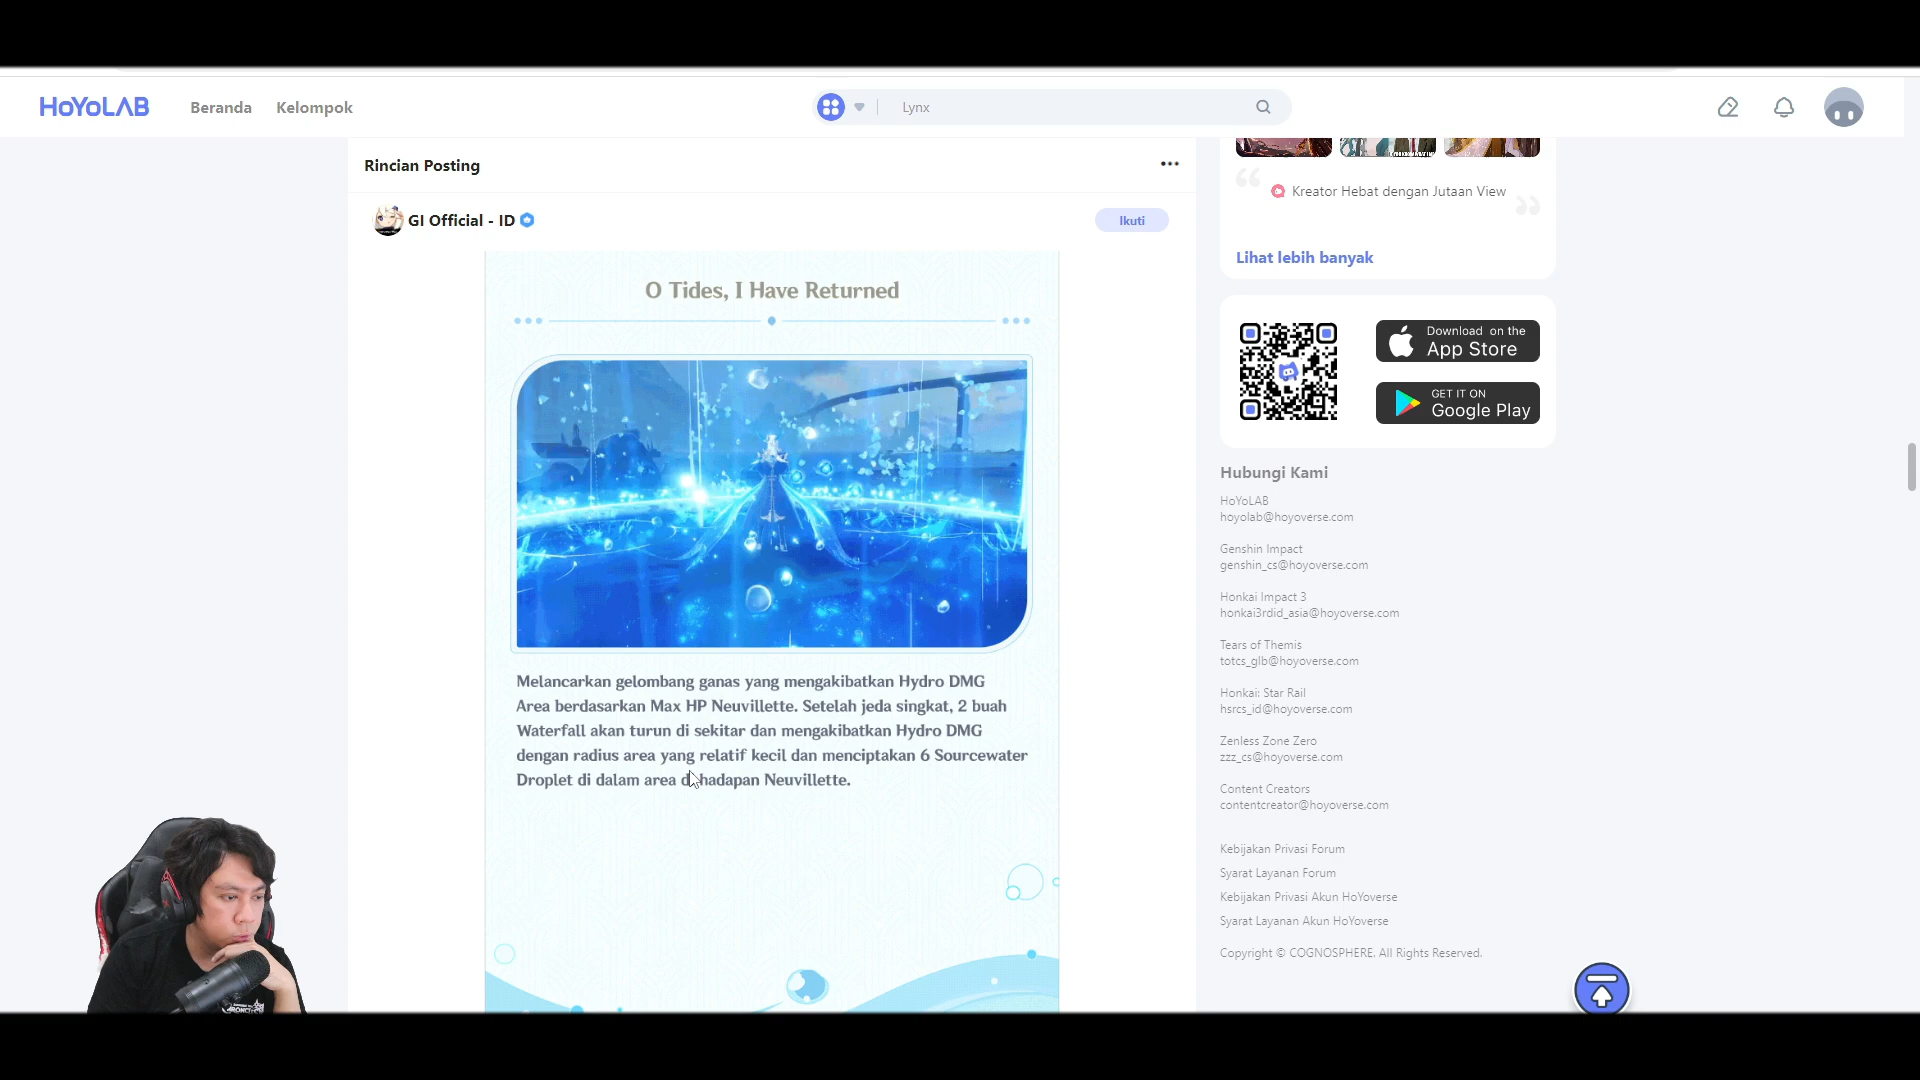 HoYoLAB
Beranda
Kelompok
Lynx
Rincian Posting
GI Official - ID
Ikuti
O Tides, I Have Returned
Melancarkan gelombang ganas yang mengakibatkan Hydro DMG
Area berdasarkan Max HP Neuvillette. Setelah jeda singkat, 2 buah
Waterfall akan turun di sekitar dan mengakibatkan Hydro DMG
dengan radius area yang relatif kecil dan menciptakan 6 Sourcewater
Droplet di dalam area dihadapan Neuvillette.
Kreator Hebat dengan Jutaan View
Lihat lebih banyak
Download on the
App Store
GET IT ON
Google Play
Hubungi Kami
HoYoLAB
hoyolab@hoyoverse.com
Genshin Impact
genshin_cs@hoyoverse.com
Honkai Impact 3
honkai3rdid_asia@hoyoverse.com
Tears of Themis
totcs_glb@hoyoverse.com
Honkai: Star Rail
hsrcs_id@hoyoverse.com
Zenless Zone Zero
zzz_cs@hoyoverse.com
Content Creators
contentcreator@hoyoverse.com
Kebijakan Privasi Forum
Syarat Layanan Forum
Kebijakan Privasi Akun HoYoverse
Syarat Layanan Akun HoYoverse
Copyright © COGNOSPHERE. All Rights Reserved.